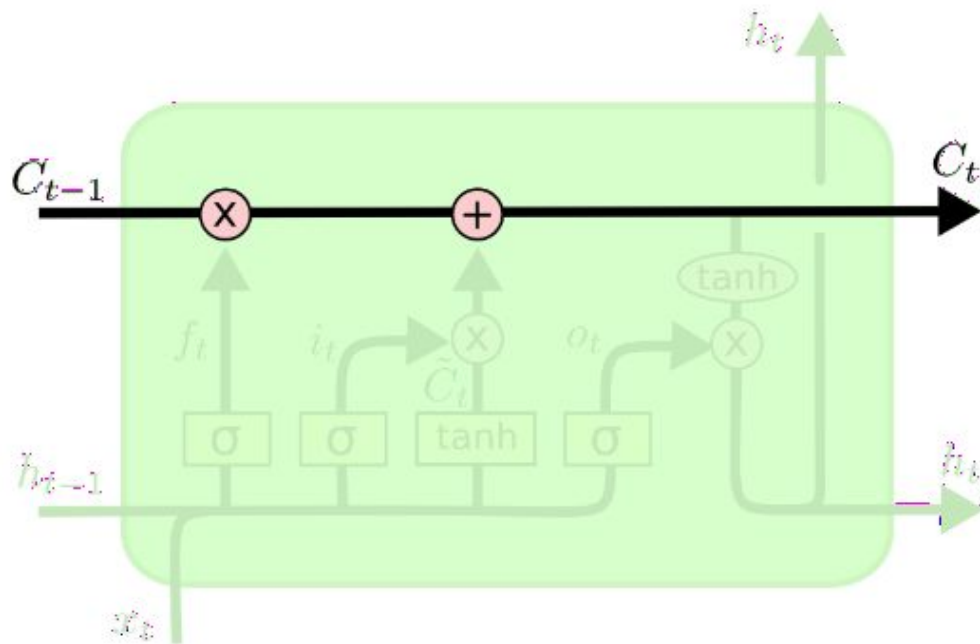 h_t
C_{t-1} × + C_t
tanh
f_t i_t × o_t ×
C̃_t
σ σ tanh σ
h_{t-1} h_t
x_t